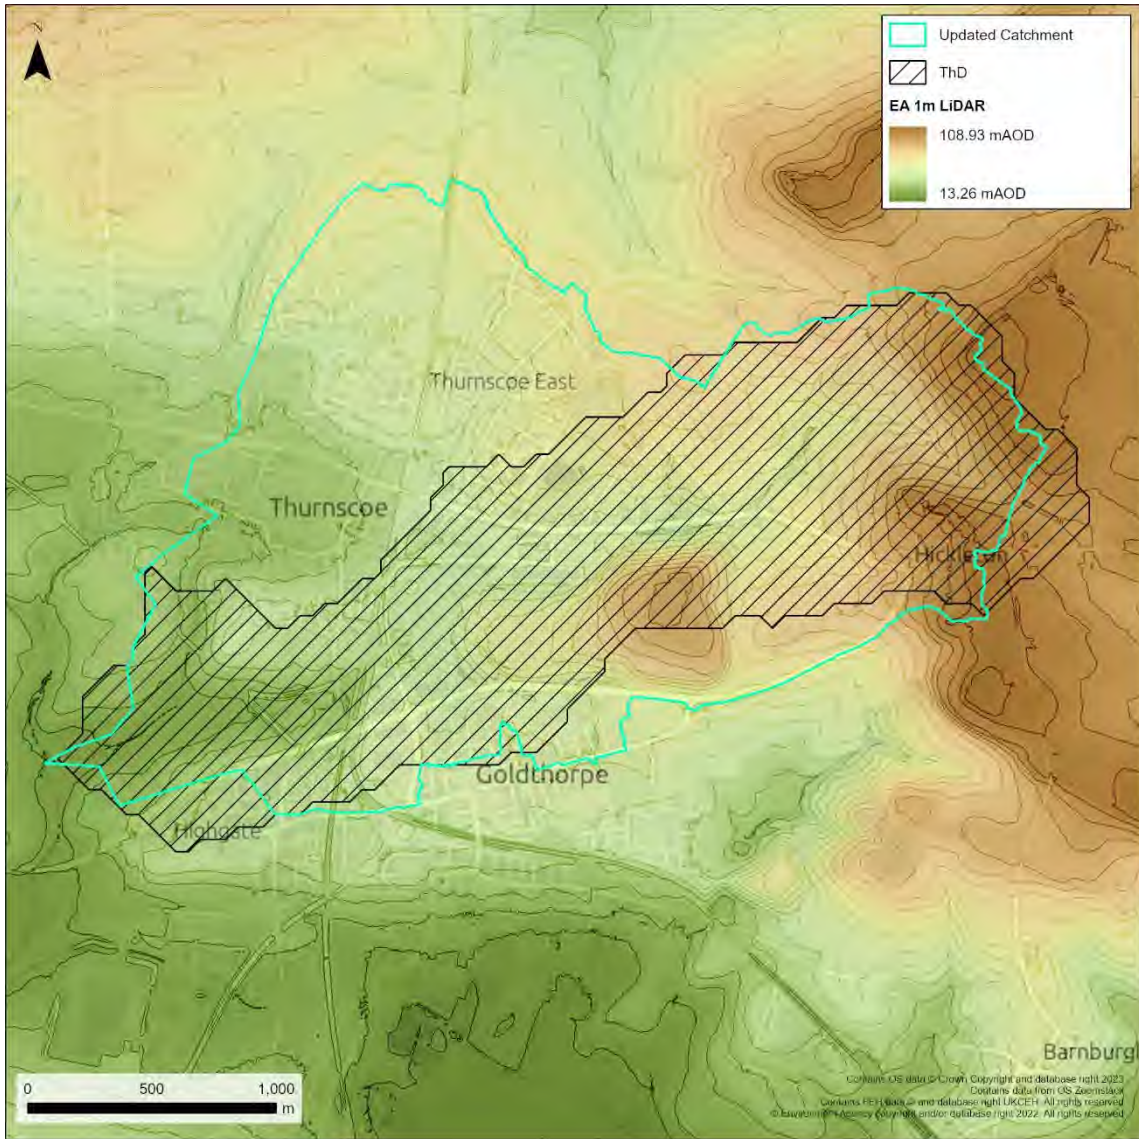 N
Updated Catchment
ThD
EA 1m LiDAR
108.93 mAOD
13.26 mAOD
Thurnscoe East
Thurnscoe
Hickleton
Goldthorpe
Highgate
Barnburgh
0 500 1,000
m
Contains OS data © Crown Copyright and database right 2023
Contains data from OS Zoomstack
Contains FEH data © and database right UKCEH. All rights reserved
© Environment Agency copyright and/or database right 2022. All rights reserved